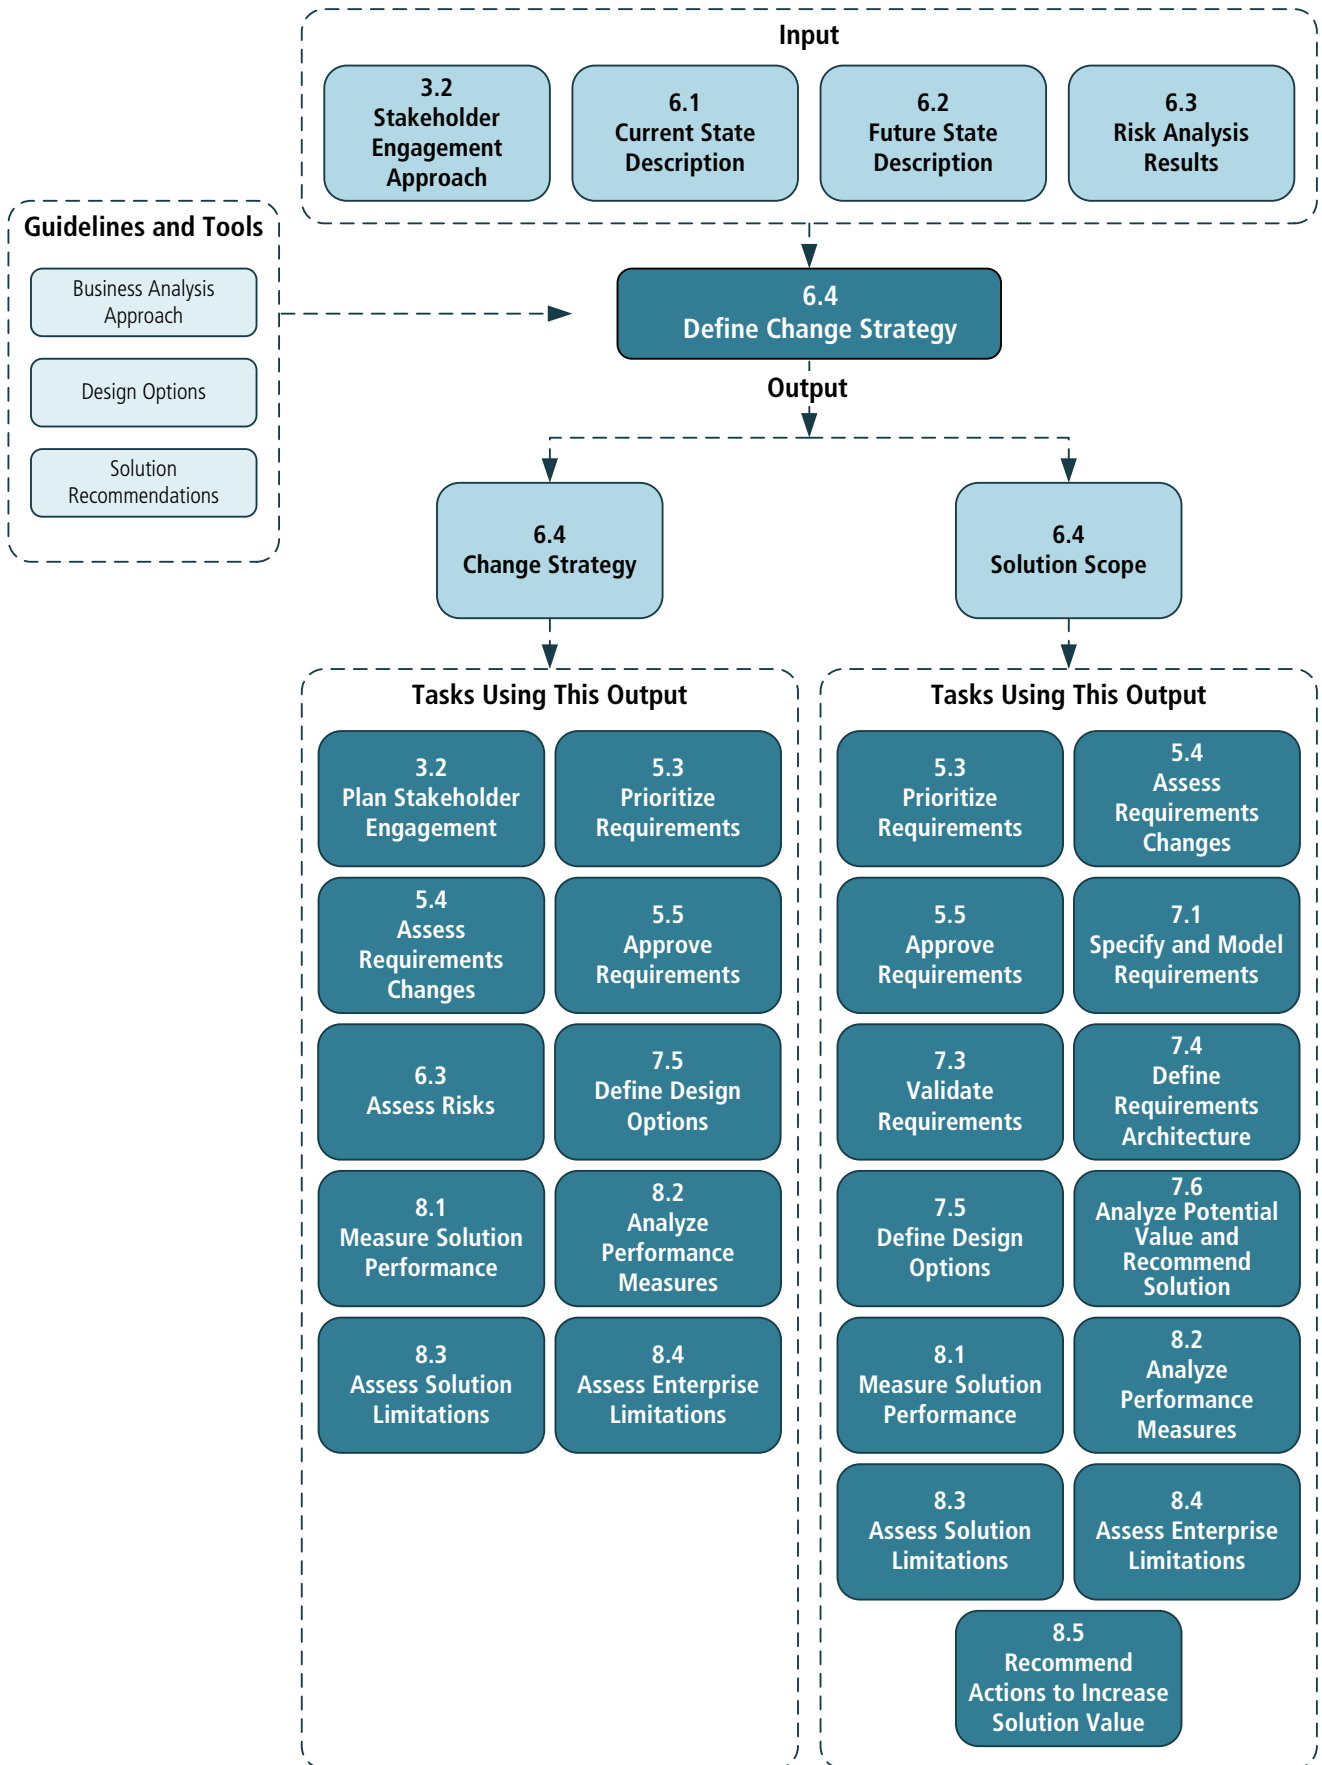 Input
3.2
Stakeholder
Engagement
Approach
6.1
Current State
Description
6.2
Future State
Description
6.3
Risk Analysis
Results
Guidelines and Tools
Business Analysis
Approach
Design Options
Solution
Recommendations
6.4
Define Change Strategy
Output
6.4
Change Strategy
6.4
Solution Scope
Tasks Using This Output
3.2
Plan Stakeholder
Engagement
5.3
Prioritize
Requirements
5.4
Assess
Requirements
Changes
5.5
Approve
Requirements
6.3
Assess Risks
7.5
Define Design
Options
8.1
Measure Solution
Performance
8.2
Analyze
Performance
Measures
8.3
Assess Solution
Limitations
8.4
Assess Enterprise
Limitations
Tasks Using This Output
5.3
Prioritize
Requirements
5.4
Assess
Requirements
Changes
5.5
Approve
Requirements
7.1
Specify and Model
Requirements
7.3
Validate
Requirements
7.4
Define
Requirements
Architecture
7.5
Define Design
Options
7.6
Analyze Potential
Value and
Recommend
Solution
8.1
Measure Solution
Performance
8.2
Analyze
Performance
Measures
8.3
Assess Solution
Limitations
8.4
Assess Enterprise
Limitations
8.5
Recommend
Actions to Increase
Solution Value